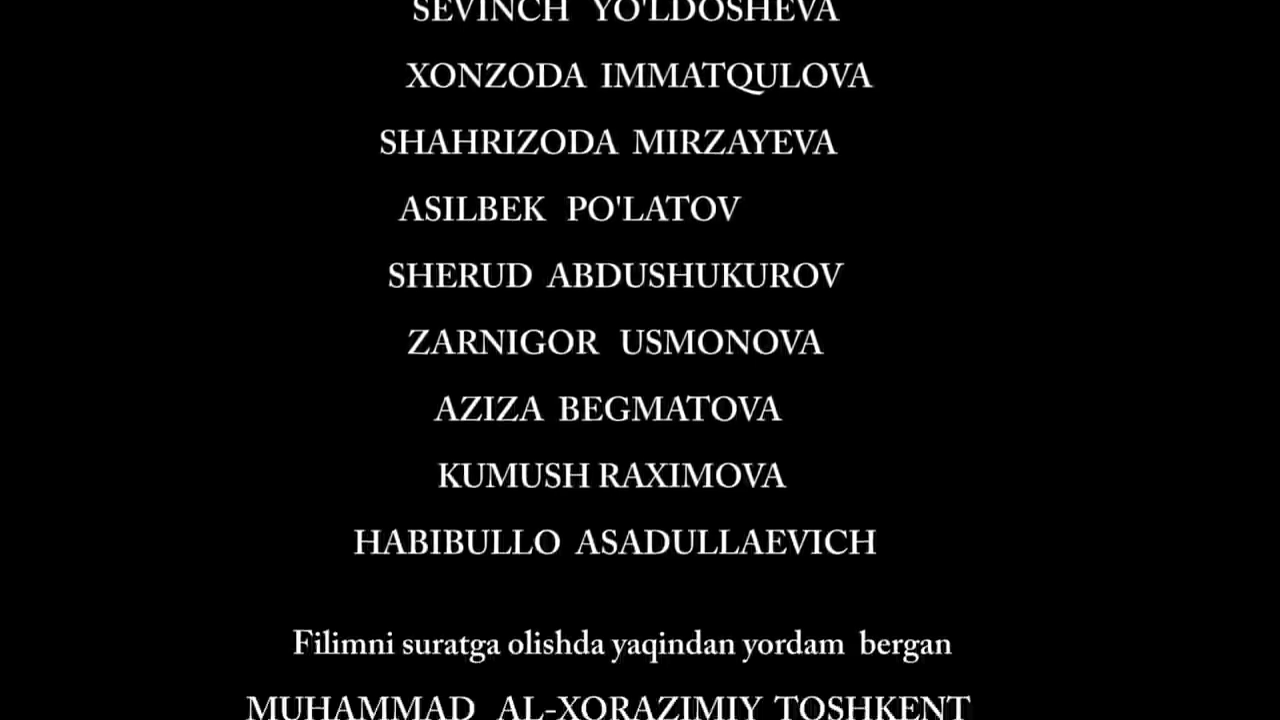 SEVINCH YO'LDOSHEVA
XONZODA IMMATQULOVA
SHAHRIZODA MIRZAYEVA
ASILBEK PO'LATOV
SHERUD ABDUSHUKUROV
ZARNIGOR USMONOVA
AZIZA BEGMATOVA
KUMUSH RAXIMOVA
HABIBULLO ASADULLAEVICH
Filimni suratga olishda yaqindan yordam bergan
MUHAMMAD AL-XORAZIMIY TOSHKENT